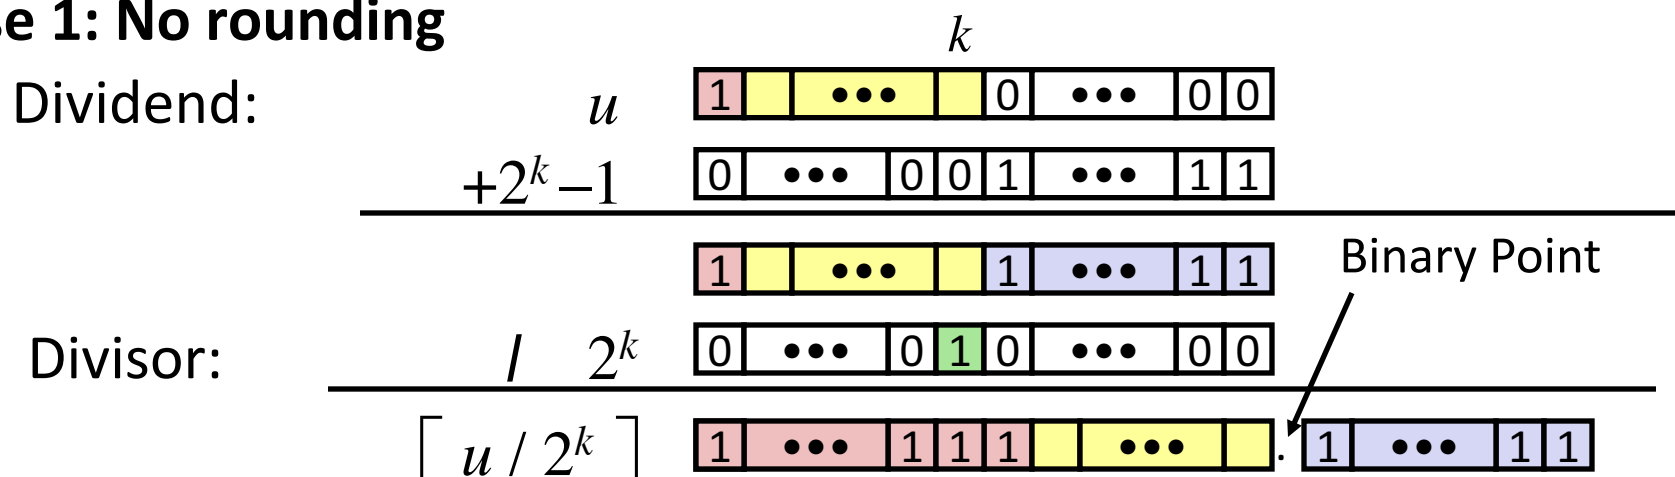 se 1: No rounding
k
Dividend: u 1 ••• 0 ••• 0 0
+2^k –1 0 ••• 0 0 1 ••• 1 1
1 ••• 1 ••• 1 1
Binary Point
Divisor: / 2^k 0 ••• 0 1 0 ••• 0 0
⌈ u / 2^k ⌉ 1 ••• 1 1 1 ••• . 1 ••• 1 1